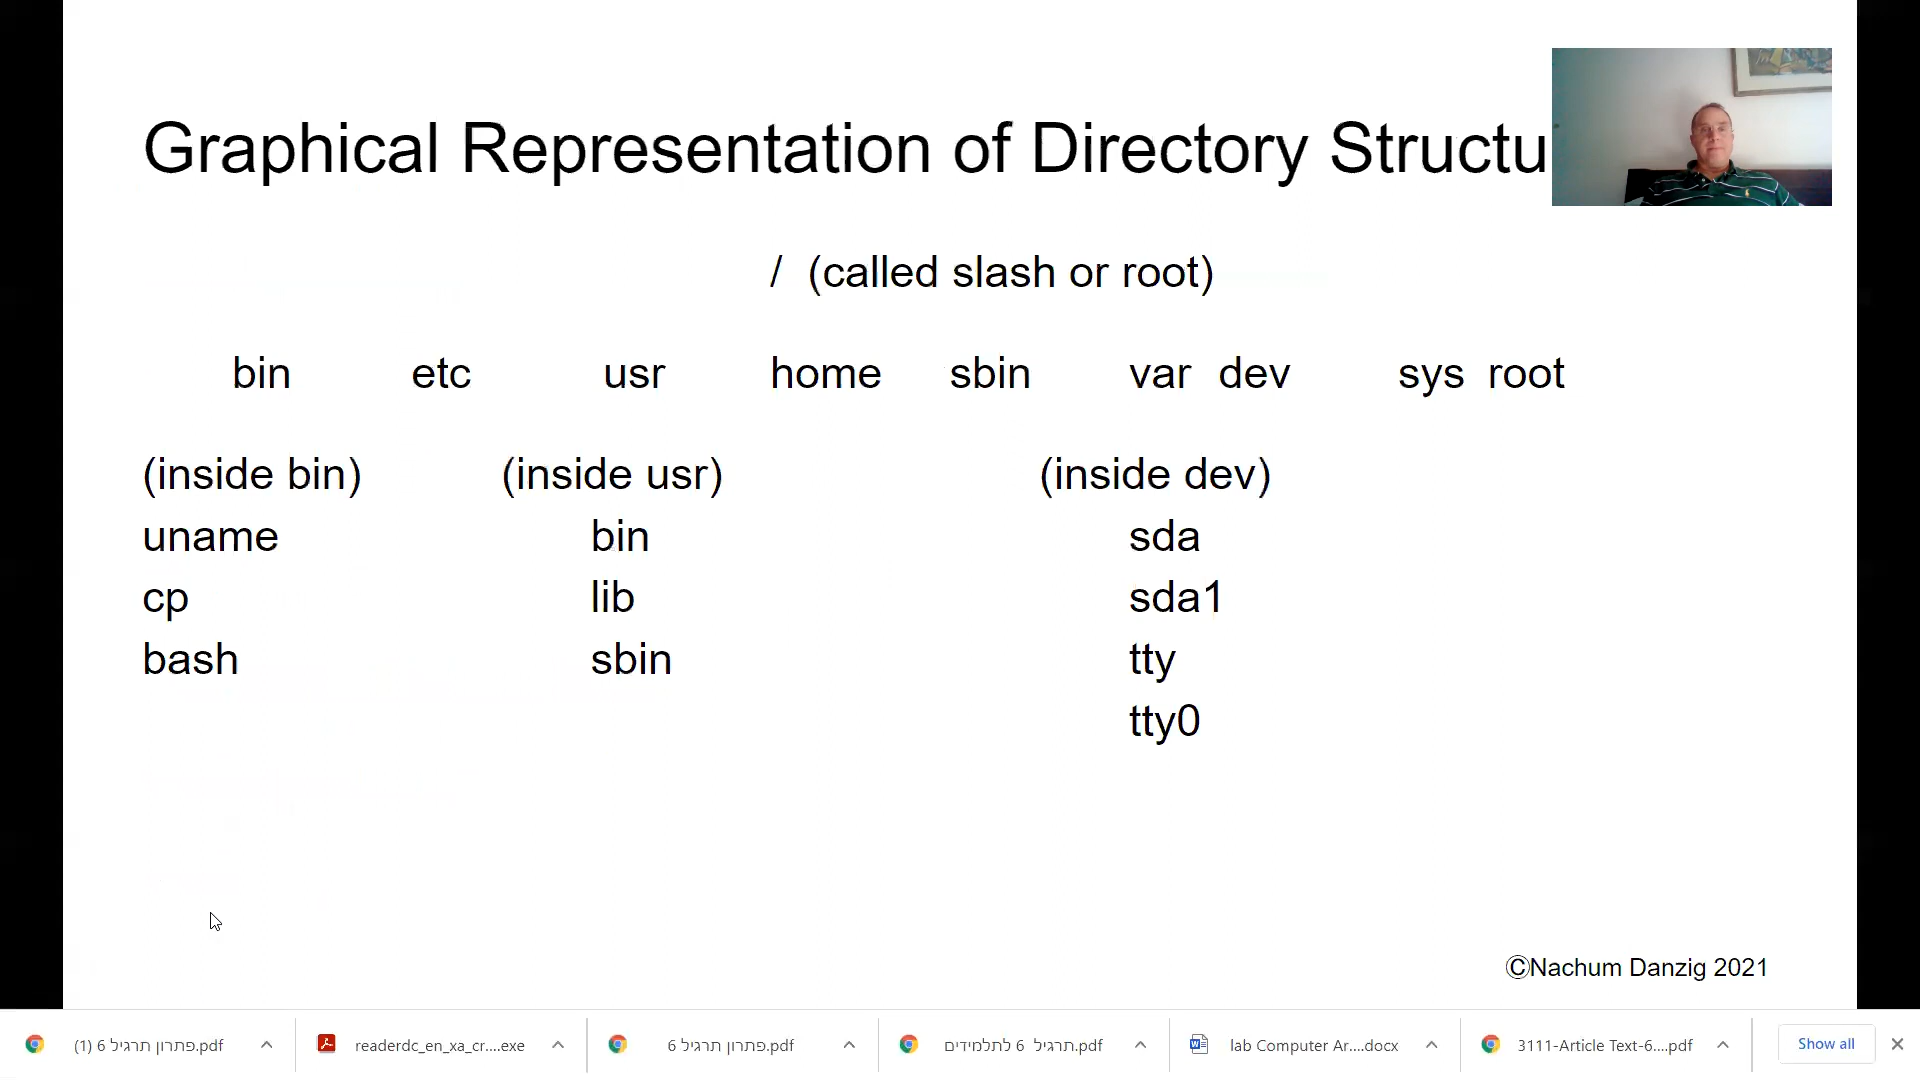 Graphical Representation of Directory Structu
/ (called slash or root)
bin etc usr home sbin var dev sys root
(inside bin) (inside usr) (inside dev)
uname bin sda
cp lib sda1
bash sbin tty
tty0
ⒸNachum Danzig 2021
(1) פתרון תרגיל 6.pdf readerdc_en_xa_cr....exe פתרון תרגיל 6.pdf תרגיל 6 לתלמידים.pdf lab Computer Ar....docx 3111-Article Text-6....pdf Show all